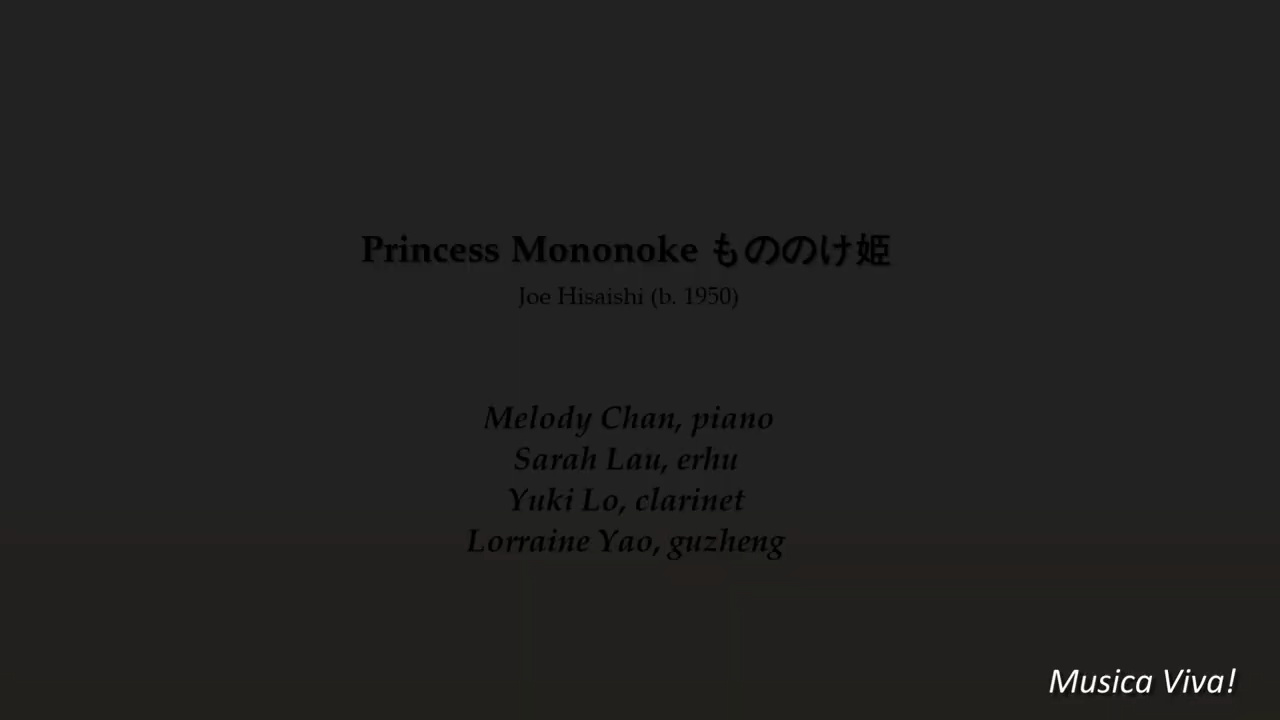 Princess Mononoke もののけ姫
Joe Hisaishi (b. 1950)
Melody Chan, piano
Sarah Lau, erhu
Yuki Lo, clarinet
Lorraine Yao, guzheng
Musica Viva!